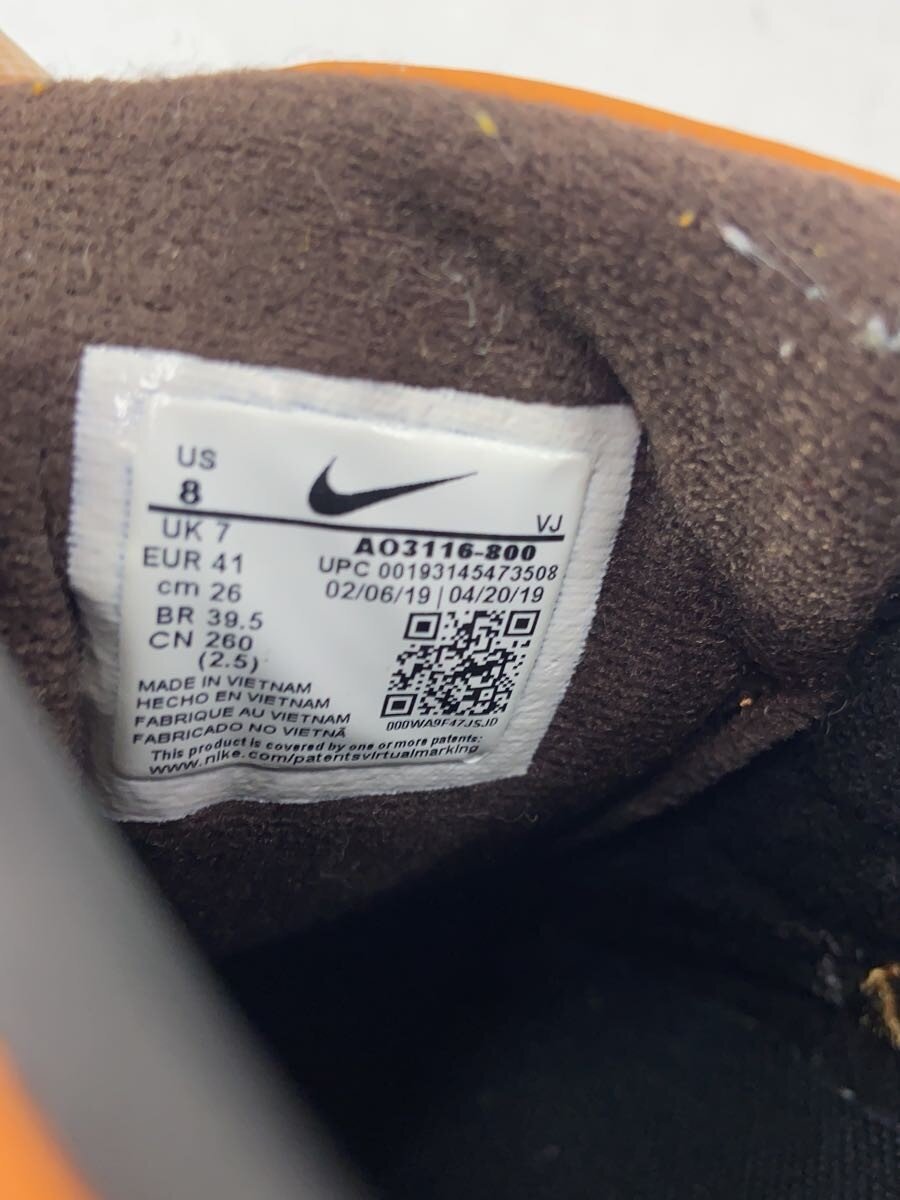 US
8
VJ
UK 7
AO3116-800
EUR 41
UPC 00193145473508
cm 26
02/06/19 | 04/20/19
BR 39.5
CN 260
(2.5)
MADE IN VIETNAM
HECHO EN VIETNAM
FABRIQUE AU VIETNAM
FABRICADO NO VIETNÃ
000WA9F47JSJD
This product is covered by one or more patents:
www.nike.com/patentsvirtualmarking